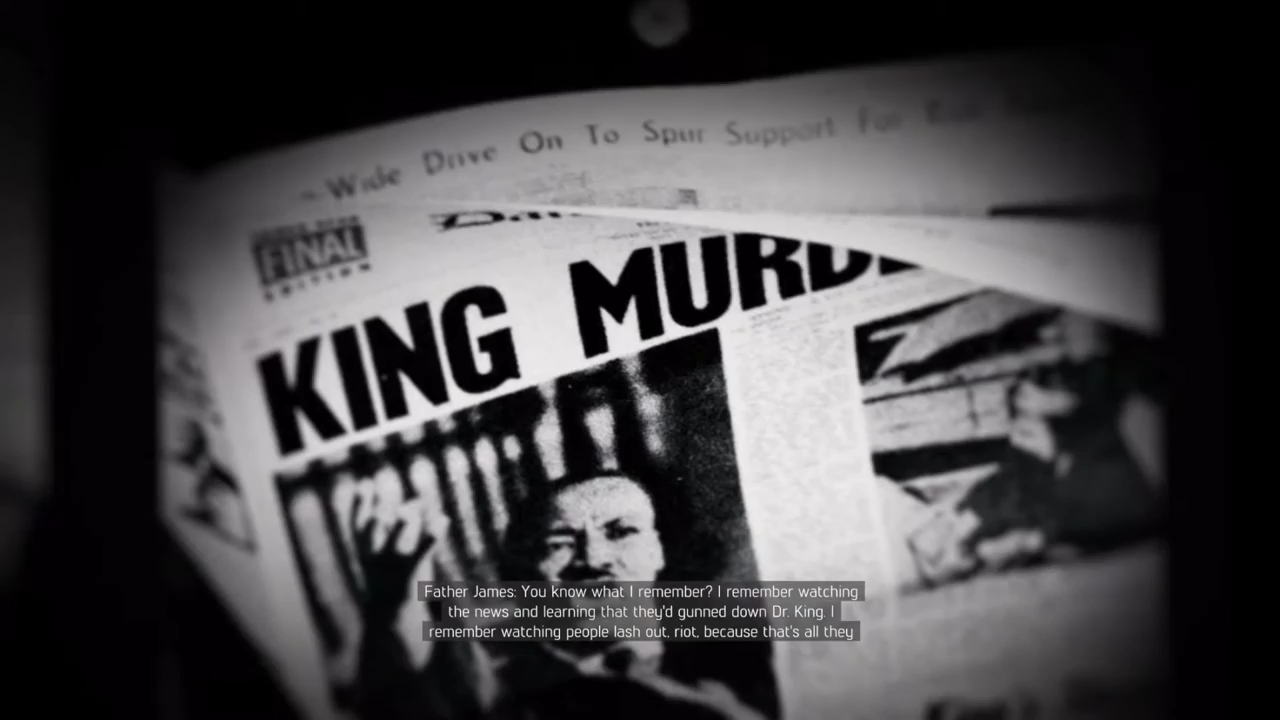 Wide Drive On To Spur Support For
FINAL
EDITION
KING MURD
Father James: You know what I remember? I remember watching
the news and learning that they'd gunned down Dr. King. I
remember watching people lash out, riot, because that's all they